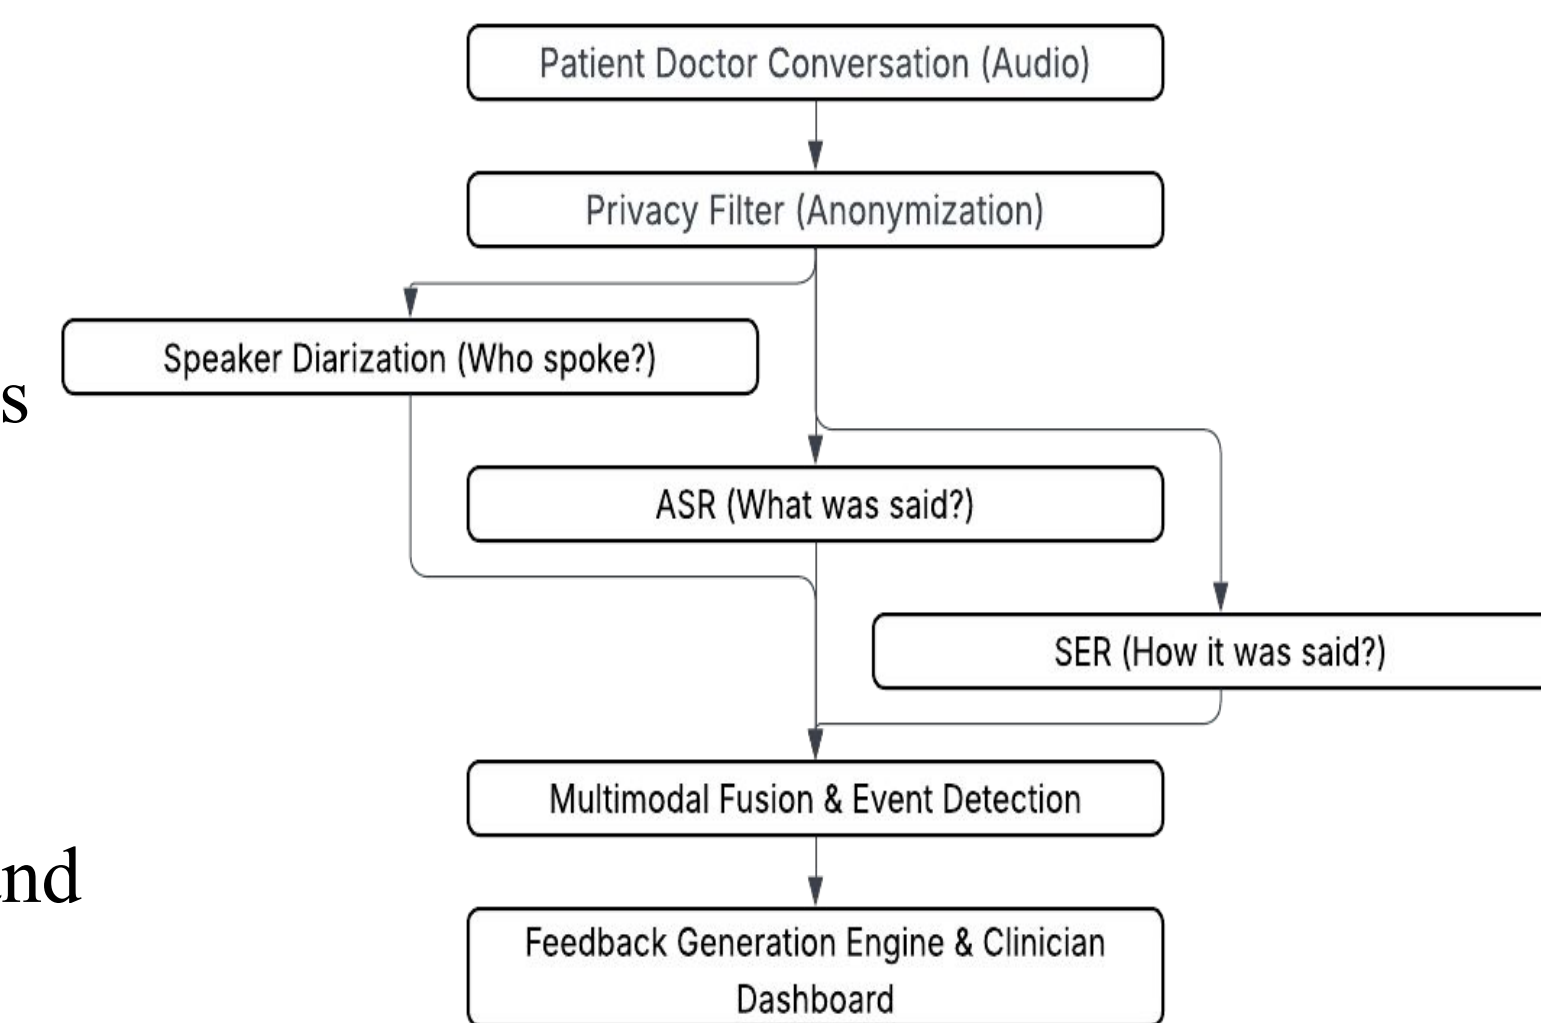 Patient Doctor Conversation (Audio)
Privacy Filter (Anonymization)
Speaker Diarization (Who spoke?)
s
ASR (What was said?)
SER (How it was said?)
Multimodal Fusion & Event Detection
nd
Feedback Generation Engine & Clinician
Dashboard